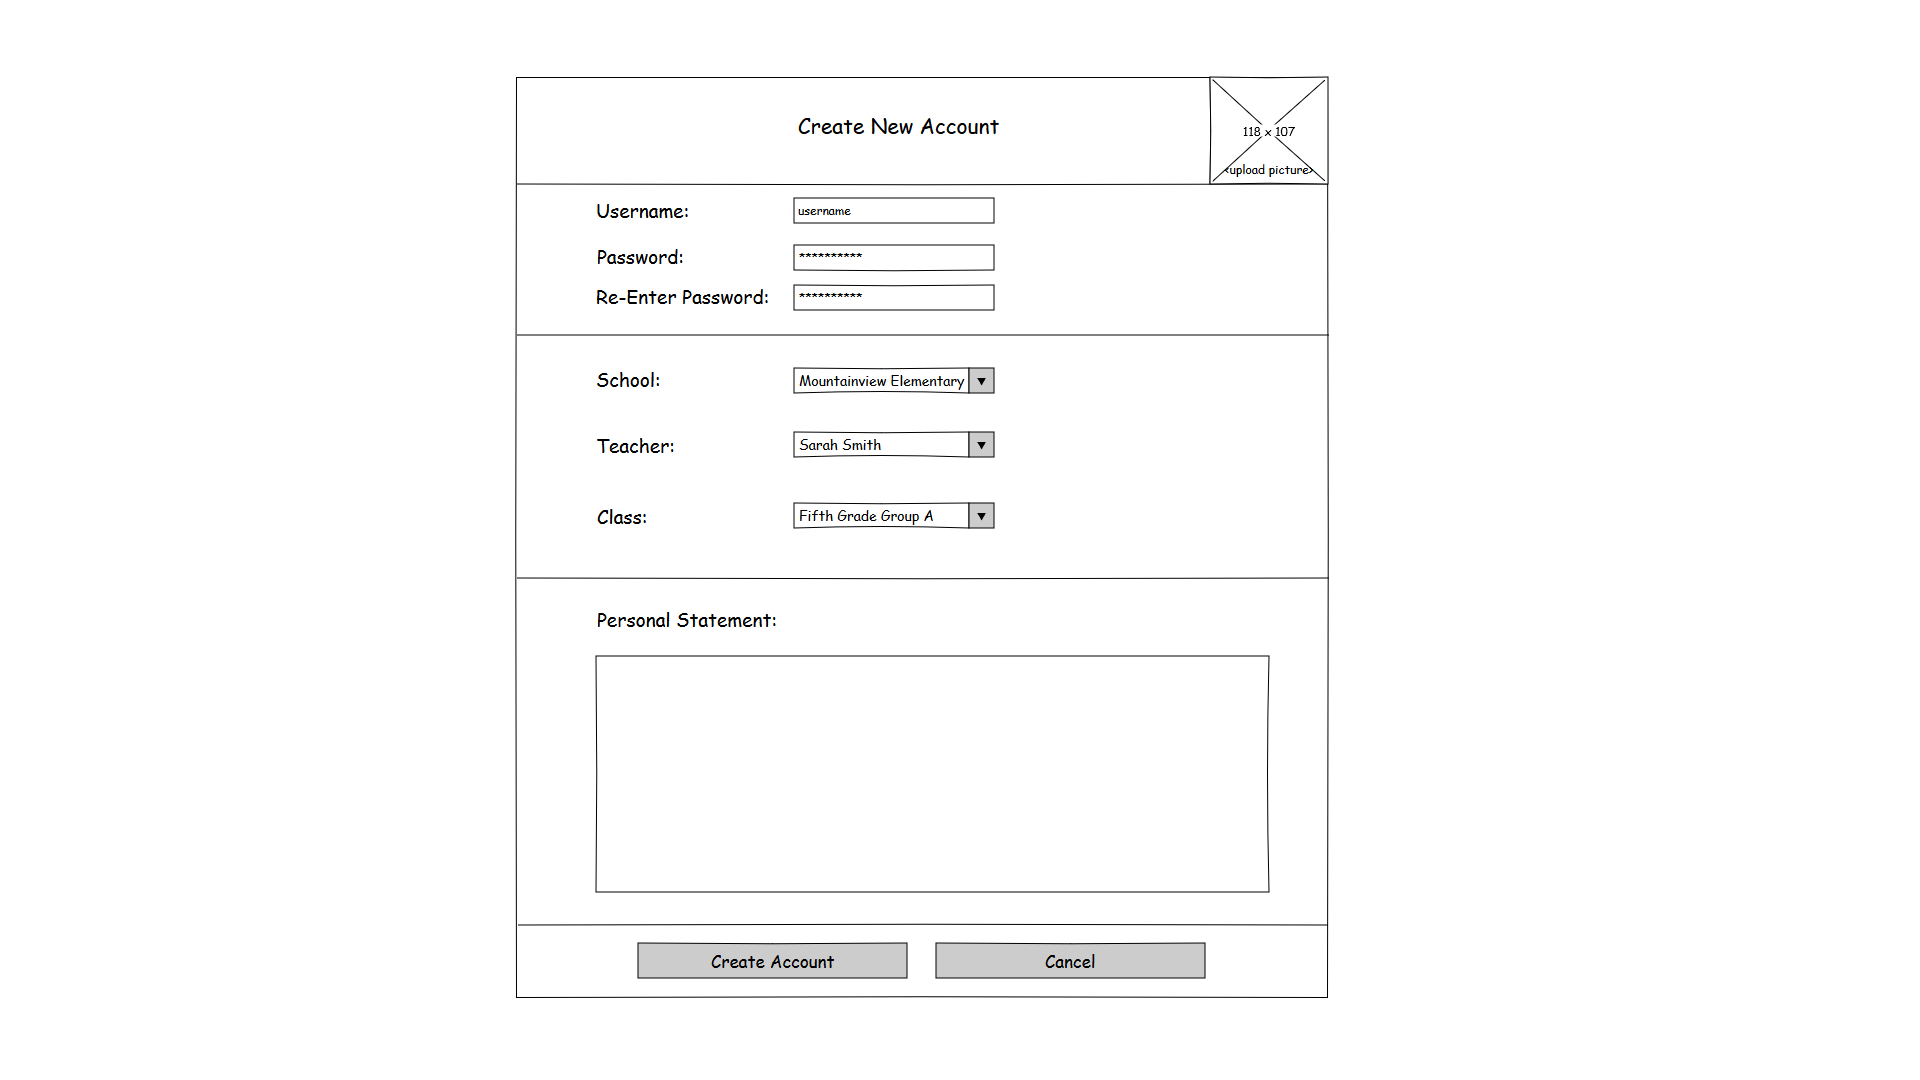 Create New Account
118 x 107
<upload picture>
Username:
username
Password:
**********
Re-Enter Password:
**********
School:
Mountainview Elementary
Teacher:
Sarah Smith
Class:
Fifth Grade Group A
Personal Statement:
Create Account
Cancel